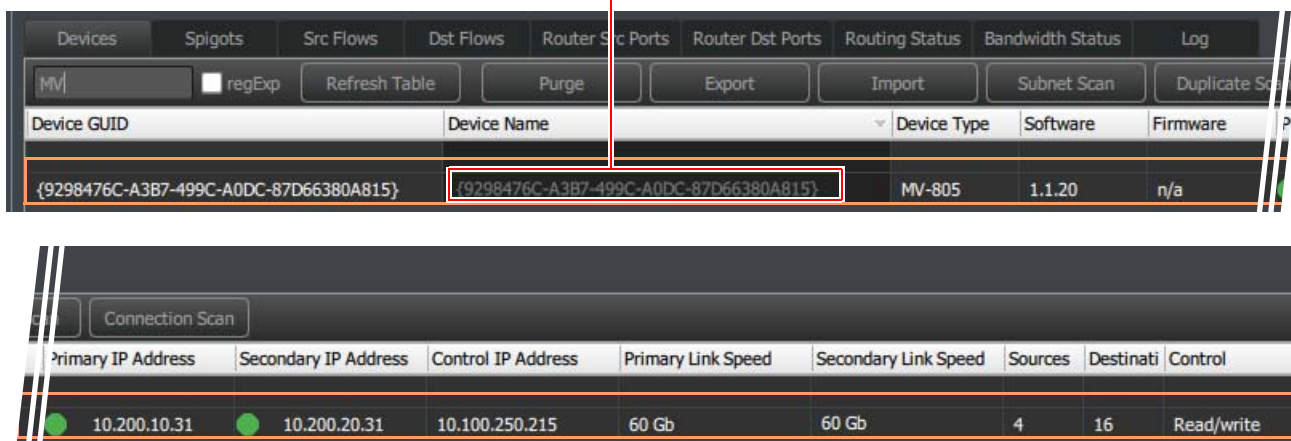 Devices Spigots Src Flows Dst Flows Router Src Ports Router Dst Ports Routing Status Bandwidth Status Log
MV regExp Refresh Table Purge Export Import Subnet Scan Duplicate
Device GUID Device Name Device Type Software Firmware
{9298476C-A3B7-499C-A0DC-87D66380A815} {9298476C-A3B7-499C-A0DC-87D66380A815} MV-805 1.1.20 n/a
Connection Scan
Primary IP Address Secondary IP Address Control IP Address Primary Link Speed Secondary Link Speed Sources Destinati Control
10.200.10.31 10.200.20.31 10.100.250.215 60 Gb 60 Gb 4 16 Read/write